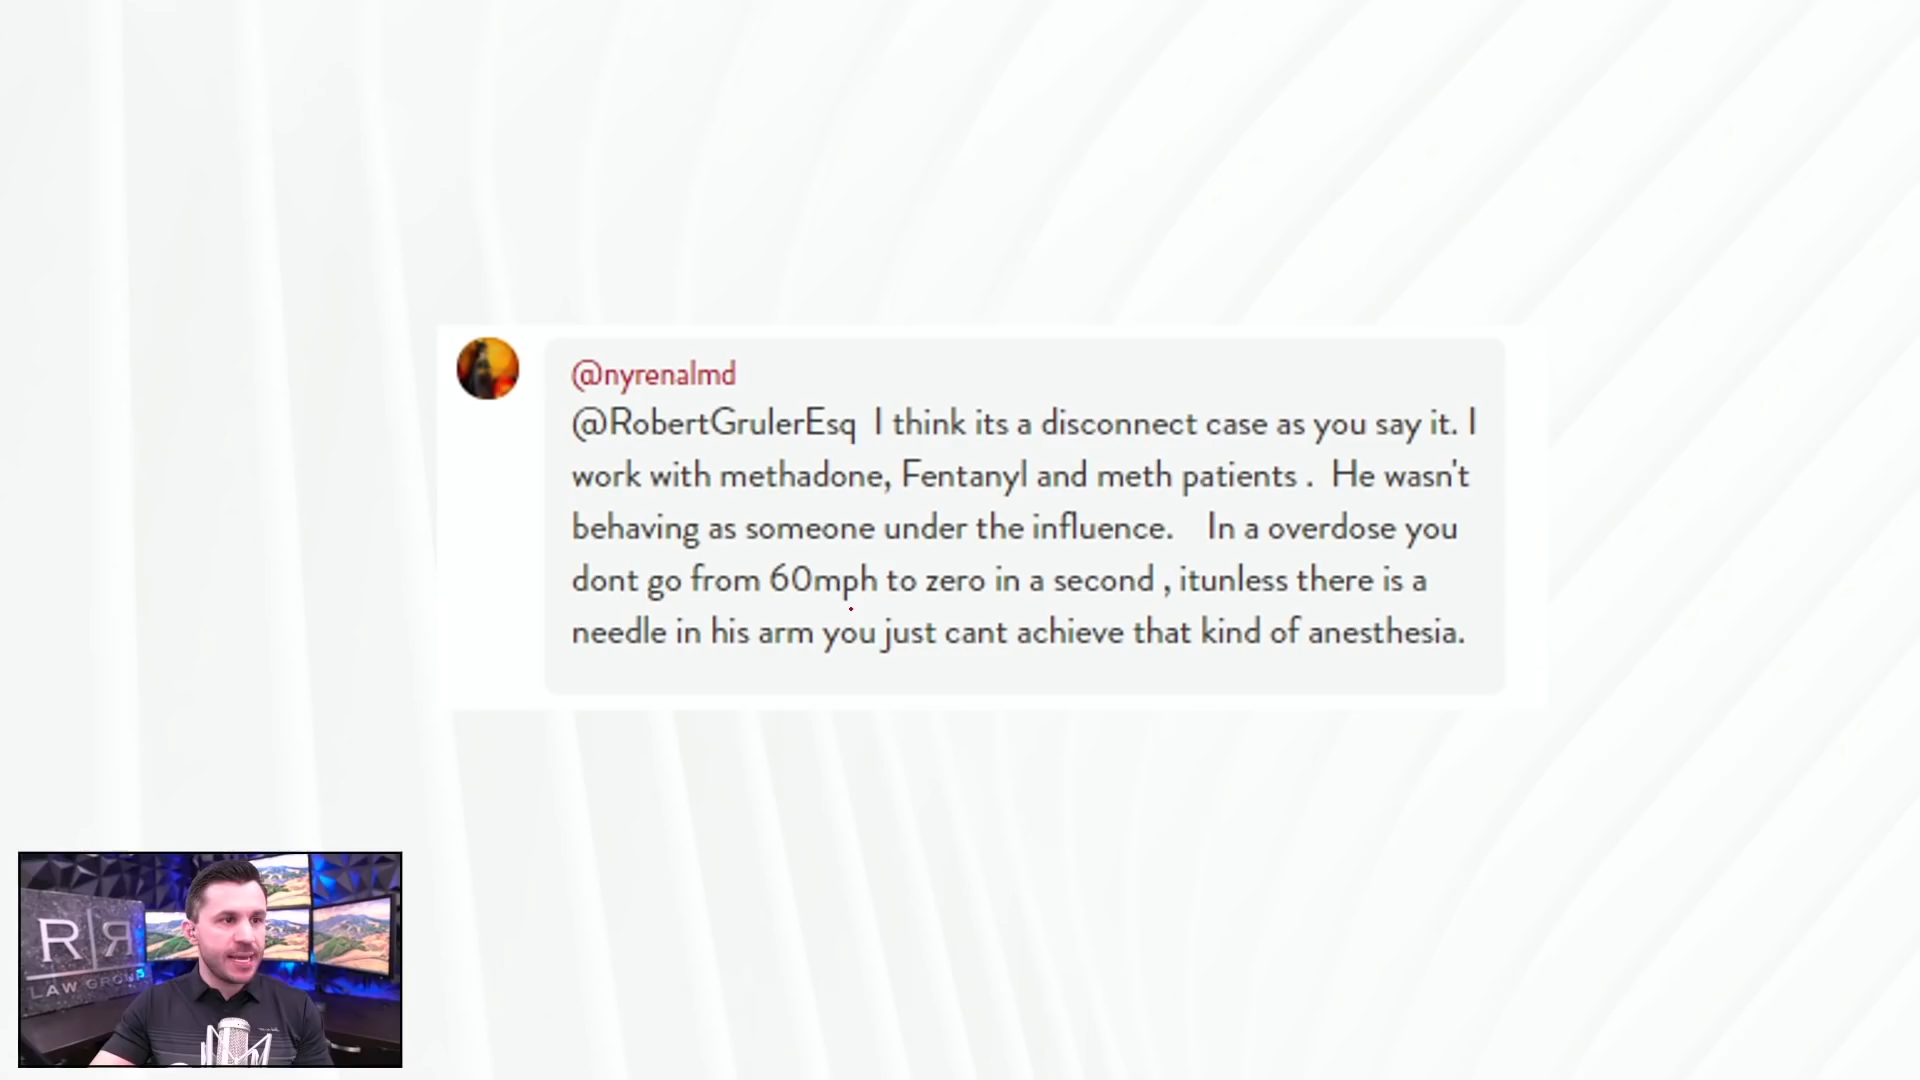 @nyrenalmd
@RobertGrulerEsq I think its a disconnect case as you say it. I
work with methadone, Fentanyl and meth patients . He wasn't
behaving as someone under the influence. In a overdose you
dont go from 60mph to zero in a second , itunless there is a
needle in his arm you just cant achieve that kind of anesthesia.
R|R
LAW GROUP